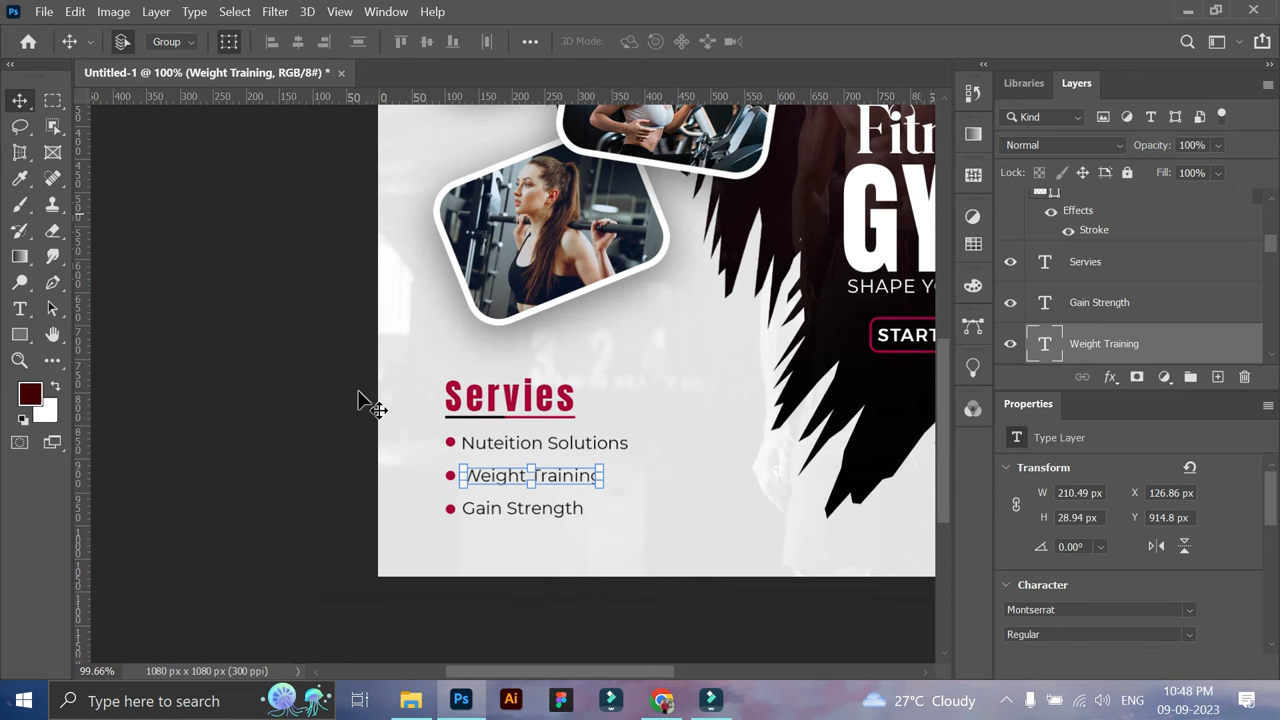 File Edit Image Layer Type Select Filter 3D View Window Help
Group 3D Mode:
Untitled-1 @ 100% (Weight Training, RGB/8#) *
Libraries Layers
Kind
Normal Opacity: 100%
Lock: Fill: 100%
Effects
Stroke
Servies
Gain Strength
Weight Training
Properties
Type Layer
Transform
W 210.49 px X 126.86 px
H 28.94 px Y 914.8 px
0.00°
Character
Montserrat
Regular
Fitn
GY
SHAPE YO
START
Servies
Nuteition Solutions
Weight Training
Gain Strength
99.66% 1080 px x 1080 px (300 ppi)
Type here to search
Ps Ai
27°C Cloudy
ENG
10:48 PM
09-09-2023